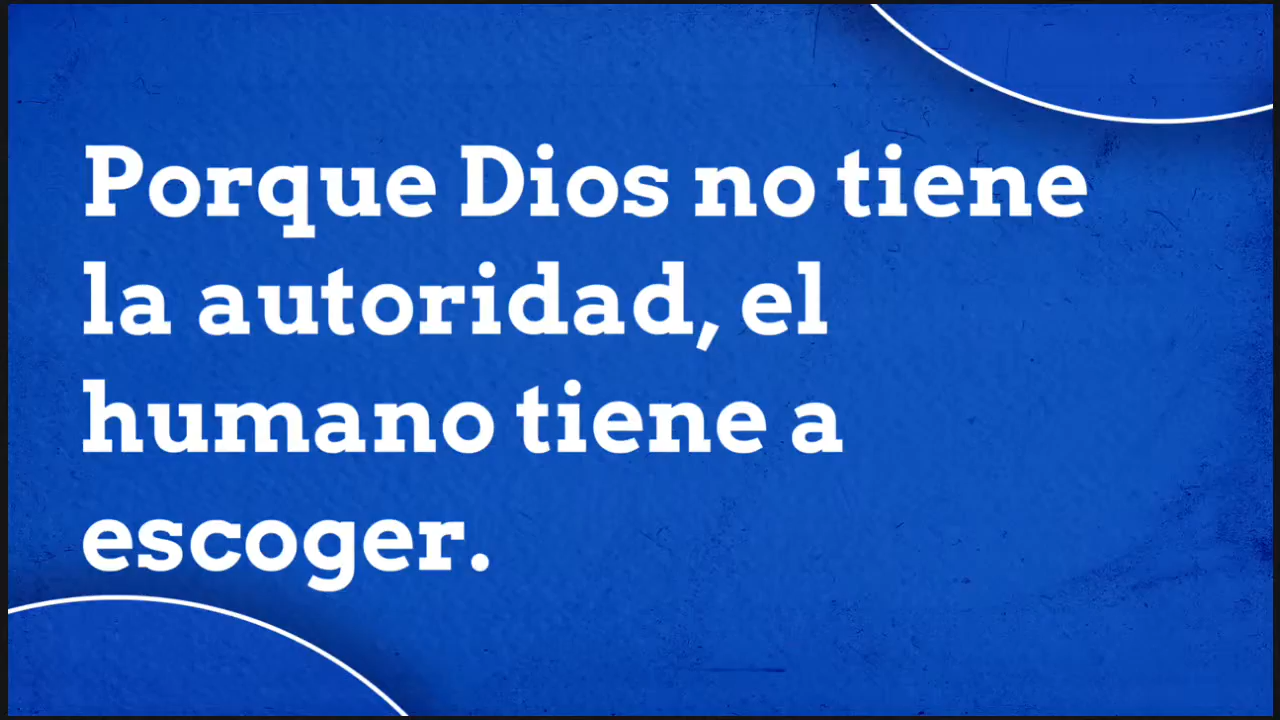 Porque Dios no tiene
la autoridad, el
humano tiene a
escoger.